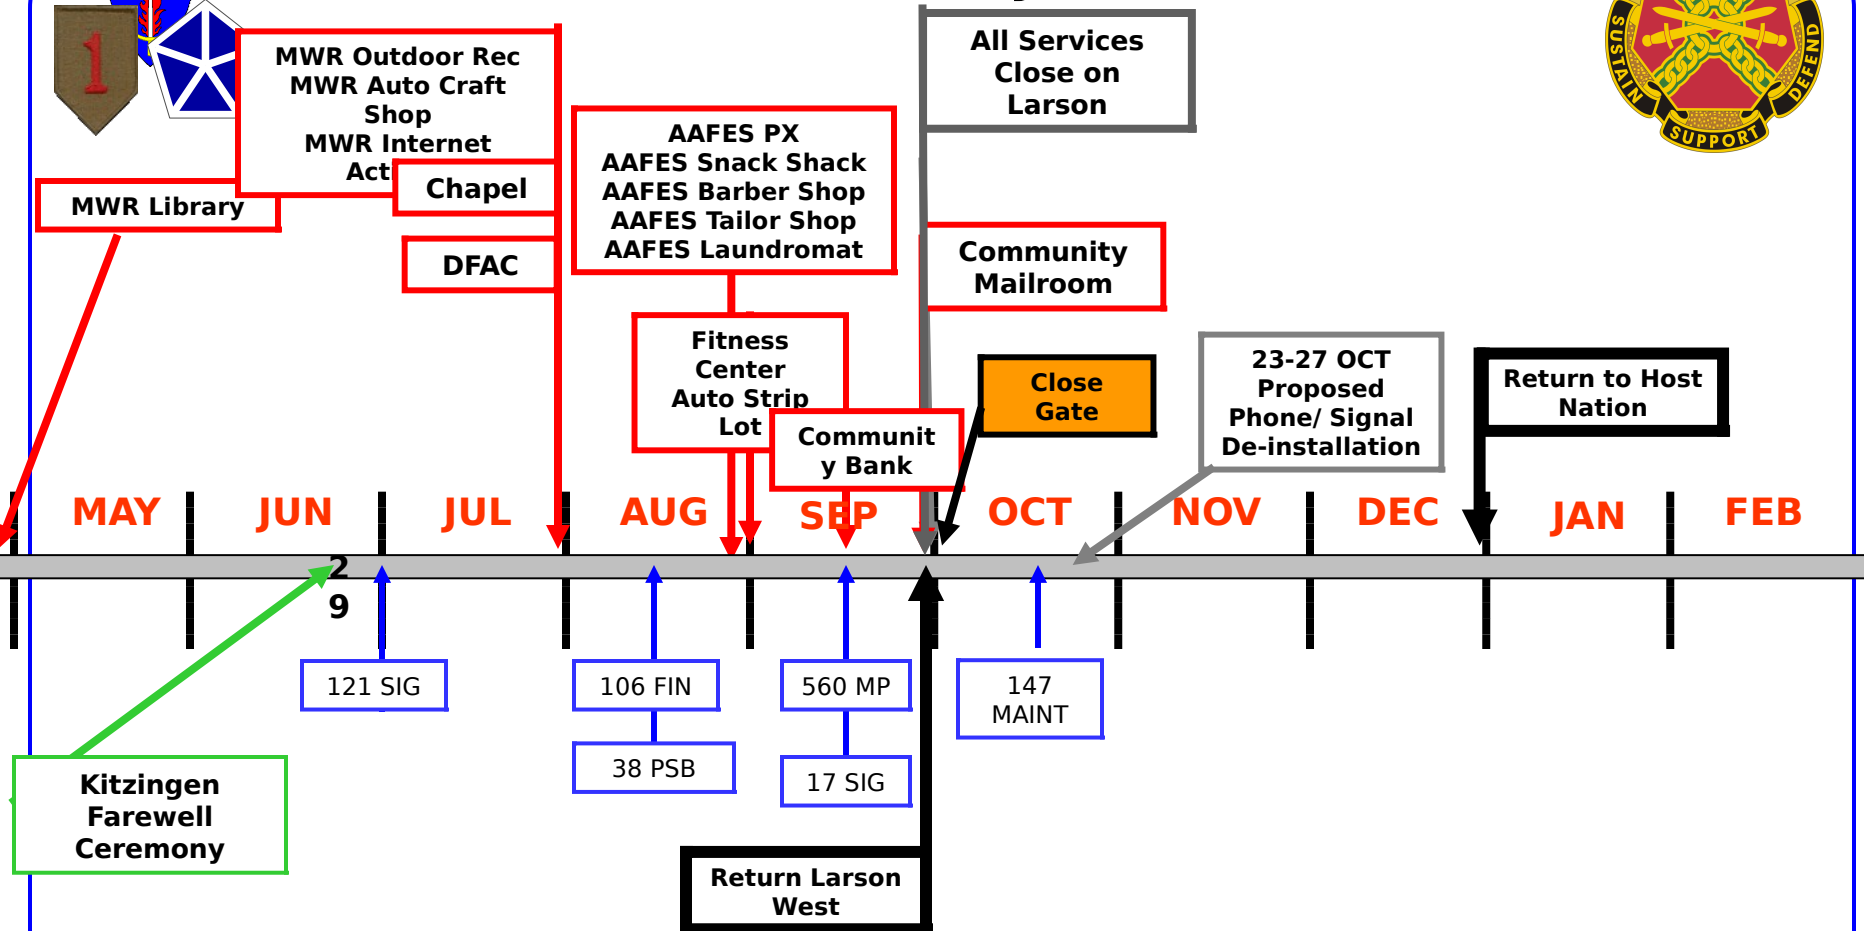 1
MWR Outdoor Rec
MWR Auto Craft
Shop
MWR Internet
Chapel
MWR Library
DFAC
AAFES PX
AAFES Snack Shack
AAFES Barber Shop
AAFES Tailor Shop
AAFES Laundromat
All Services
Close on
Larson
SUSTAIN
SUPPORT
DEFEND
Community
Mailroom
Fitness
Center
Auto Strip
Lot
Communit
y Bank
Close
Gate
23-27 OCT
Proposed
Phone/ Signal
De-installation
Return to Host
Nation
MAY JUN JUL AUG SEP OCT NOV DEC JAN FEB
2
9
121 SIG
106 FIN
38 PSB
560 MP
17 SIG
147
MAINT
Kitzingen
Farewell
Ceremony
Return Larson
West